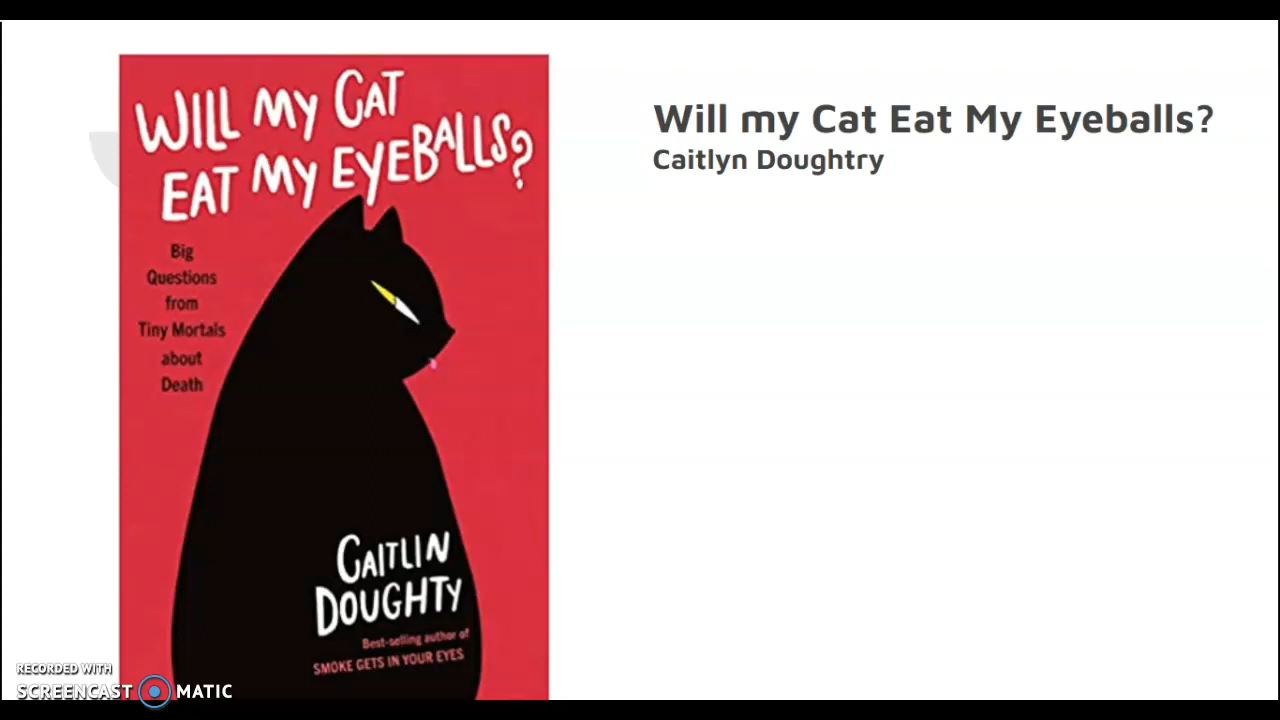 WILL MY CAT
EAT MY EYEBALLS?
Big
Questions
from
Tiny Mortals
about
Death
CAITLIN
DOUGHTY
Best-selling author of
SMOKE GETS IN YOUR EYES
Will my Cat Eat My Eyeballs?
Caitlyn Doughtry
RECORDED WITH
SCREENCAST MATIC